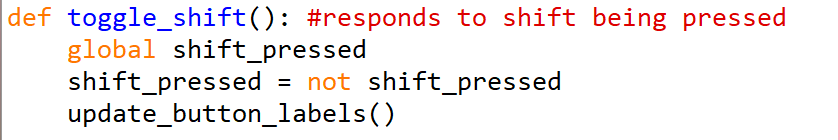 def toggle_shift(): #responds to shift being pressed
    global shift_pressed
    shift_pressed = not shift_pressed
    update_button_labels()